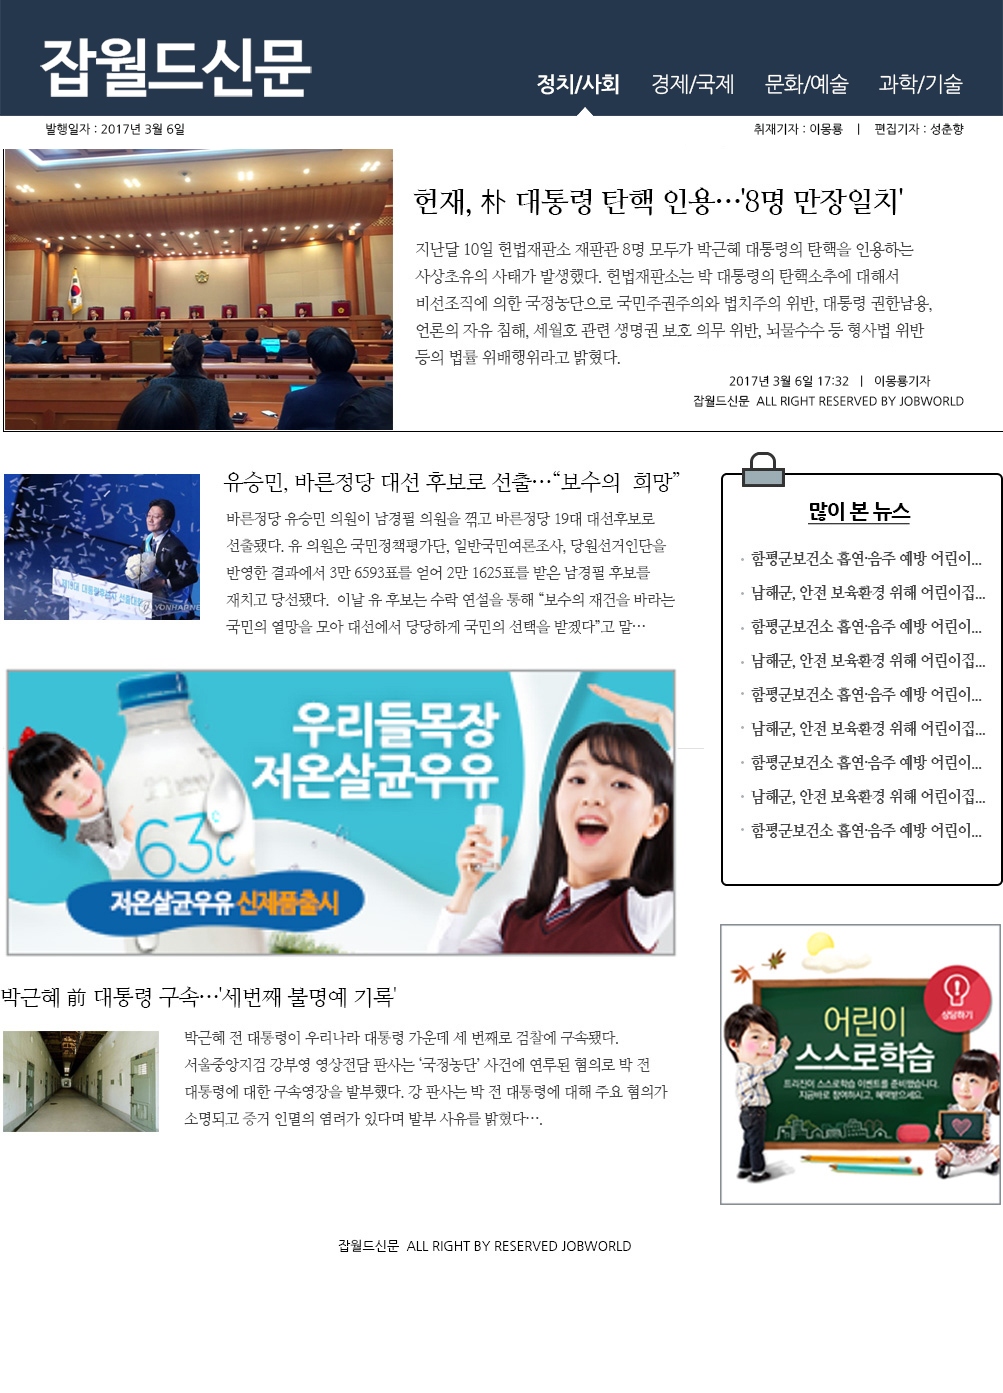 잡월드신문
정치/사회 경제/국제 문화/예술 과학/기술
발행일자 : 2017년 3월 6일
취재기자 : 이몽룡 | 편집기자 : 성춘향
헌재, 朴 대통령 탄핵 인용…'8명 만장일치'
지난달 10일 헌법재판소 재판관 8명 모두가 박근혜 대통령의 탄핵을 인용하는
사상초유의 사태가 발생했다. 헌법재판소는 박 대통령의 탄핵소추에 대해서
비선조직에 의한 국정농단으로 국민주권주의와 법치주의 위반, 대통령 권한남용,
언론의 자유 침해, 세월호 관련 생명권 보호 의무 위반, 뇌물수수 등 형사법 위반
등의 법률 위배행위라고 밝혔다.
2017년 3월 6일 17:32 | 이몽룡기자
잡월드신문 ALL RIGHT RESERVED BY JOBWORLD
유승민, 바른정당 대선 후보로 선출…“보수의 희망”
바른정당 유승민 의원이 남경필 의원을 꺾고 바른정당 19대 대선후보로
선출됐다. 유 의원은 국민정책평가단, 일반국민여론조사, 당원선거인단을
반영한 결과에서 3만 6593표를 얻어 2만 1625표를 받은 남경필 후보를
재치고 당선됐다. 이날 유 후보는 수락 연설을 통해 “보수의 재건을 바라는
국민의 열망을 모아 대선에서 당당하게 국민의 선택을 받겠다”고 말…
많이 본 뉴스
함평군보건소 흡연·음주 예방 어린이...
남해군, 안전 보육환경 위해 어린이집...
함평군보건소 흡연·음주 예방 어린이...
남해군, 안전 보육환경 위해 어린이집...
함평군보건소 흡연·음주 예방 어린이...
남해군, 안전 보육환경 위해 어린이집...
함평군보건소 흡연·음주 예방 어린이...
남해군, 안전 보육환경 위해 어린이집...
함평군보건소 흡연·음주 예방 어린이...
우리들목장
저온살균우유
63c
저온살균우유 신제품출시
박근혜 前 대통령 구속…'세번째 불명예 기록'
박근혜 전 대통령이 우리나라 대통령 가운데 세 번째로 검찰에 구속됐다.
서울중앙지검 강부영 영상전담 판사는 ‘국정농단’ 사건에 연루된 혐의로 박 전
대통령에 대한 구속영장을 발부했다. 강 판사는 박 전 대통령에 대해 주요 혐의가
소명되고 증거 인멸의 염려가 있다며 발부 사유를 밝혔다….
상담하기
어린이
스스로학습
트리진이 스스로학습 이벤트를 준비했습니다.
지금바로 참여하시고, 혜택받으세요.
잡월드신문 ALL RIGHT BY RESERVED JOBWORLD